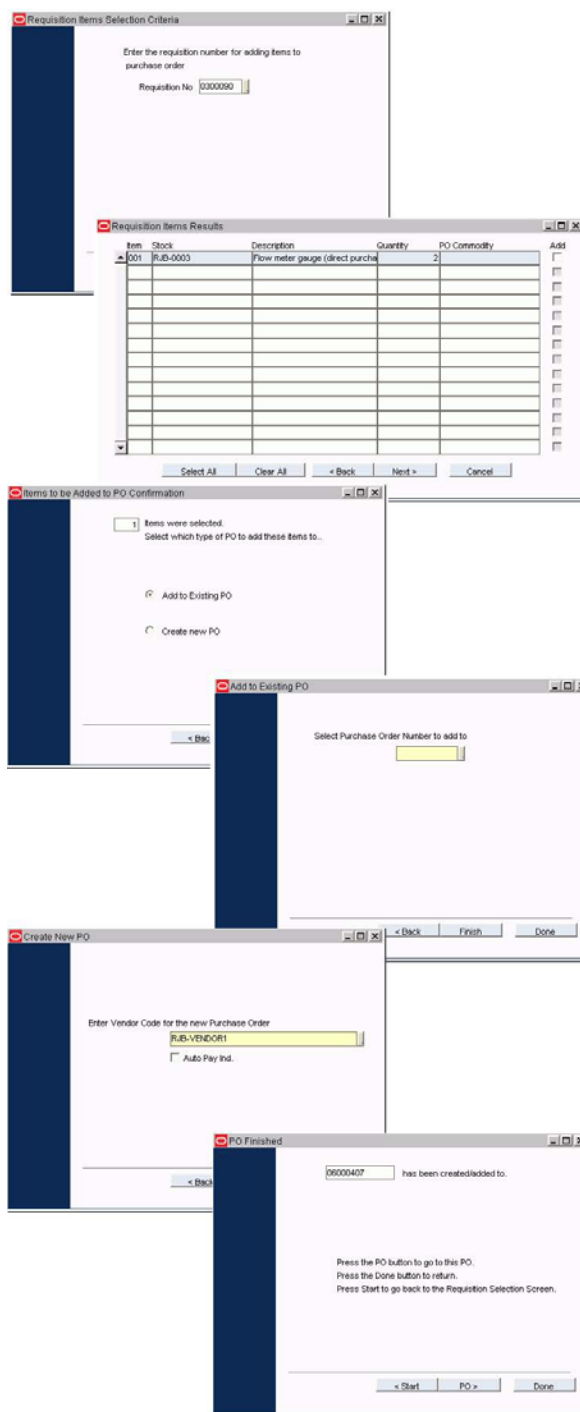 Requisition Items Selection Criteria
Enter the requisition number for adding items to
purchase order
Requisition No 0300090
Requisition Items Results
Item Stock Description Quantity PO Commodity Add
001 RJB-0003 Flow meter gauge (direct purcha 2
Select All Clear All < Back Next > Cancel
Items to be Added to PO Confirmation
1 Items were selected.
Select which type of PO to add these items to..
Add to Existing PO
Create new PO
< Bac
Add to Existing PO
Select Purchase Order Number to add to
< Back Finish Done
Create New PO
Enter Vendor Code for the new Purchase Order
RJB-VENDOR1
Auto Pay Ind.
< Back
PO Finished
06000407 has been created/added to.
Press the PO button to go to this PO.
Press the Done button to return.
Press Start to go back to the Requisition Selection Screen.
< Start PO > Done